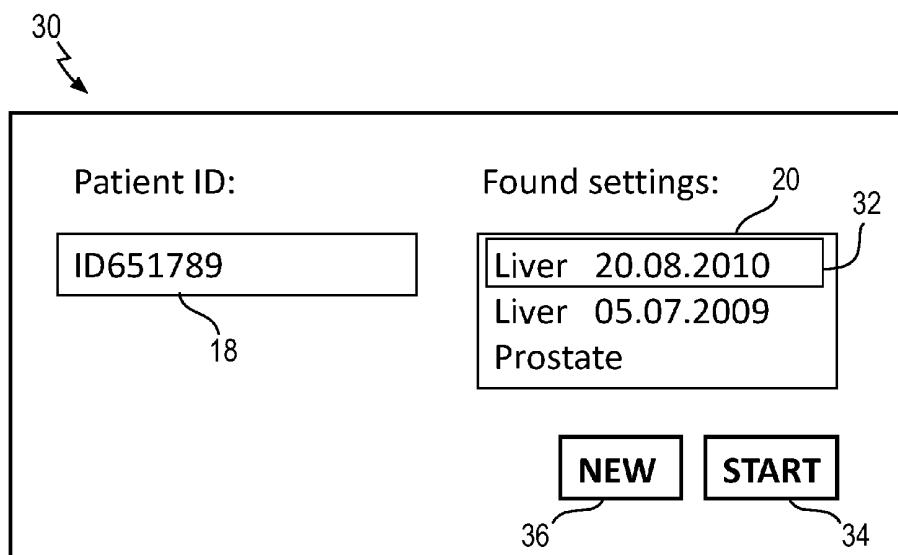 30
Patient ID:
Found settings:
20
32
ID651789
18
Liver 20.08.2010
Liver 05.07.2009
Prostate
NEW
START
36
34